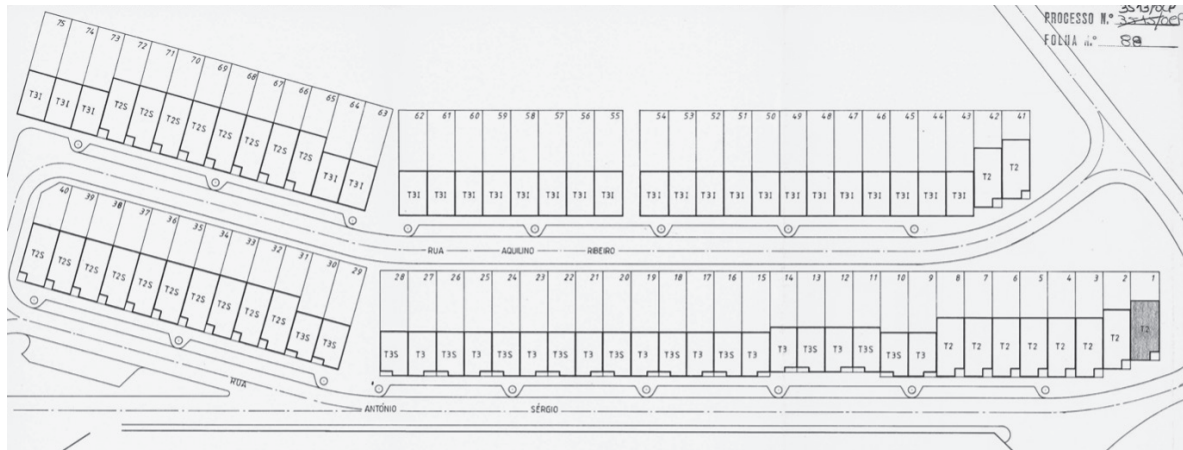 PROCESSO N.º 3513/OCP
FOLHA N.º 88
75 74 73 72 71 70 69 68 67 66 65 64 63
T3I T3I T3I T2S T2S T2S T2S T2S T2S T2S T2S T3I T3I
62 61 60 59 58 57 56 55
T3I T3I T3I T3I T3I T3I T3I T3I
54 53 52 51 50 49 48 47 46 45 44 43 42 41
T3I T3I T3I T3I T3I T3I T3I T3I T3I T3I T3I T3I T2 T2
RUA AQUILINO RIBEIRO
40 39 38 37 36 35 34 33 32 31 30 29
T2S T2S T2S T2S T2S T2S T2S T2S T2S T2S T3S T3S
28 27 26 25 24 23 22 21 20 19 18 17 16 15 14 13 12 11 10 9 8 7 6 5 4 3 2 1
T3S T3 T3S T3 T3S T3 T3S T3 T3S T3 T3S T3 T3S T3 T3S T3S T3 T3S T3S T3 T2 T2 T2 T2 T2 T2 T2 T2
RUA ANTÓNIO SÉRGIO